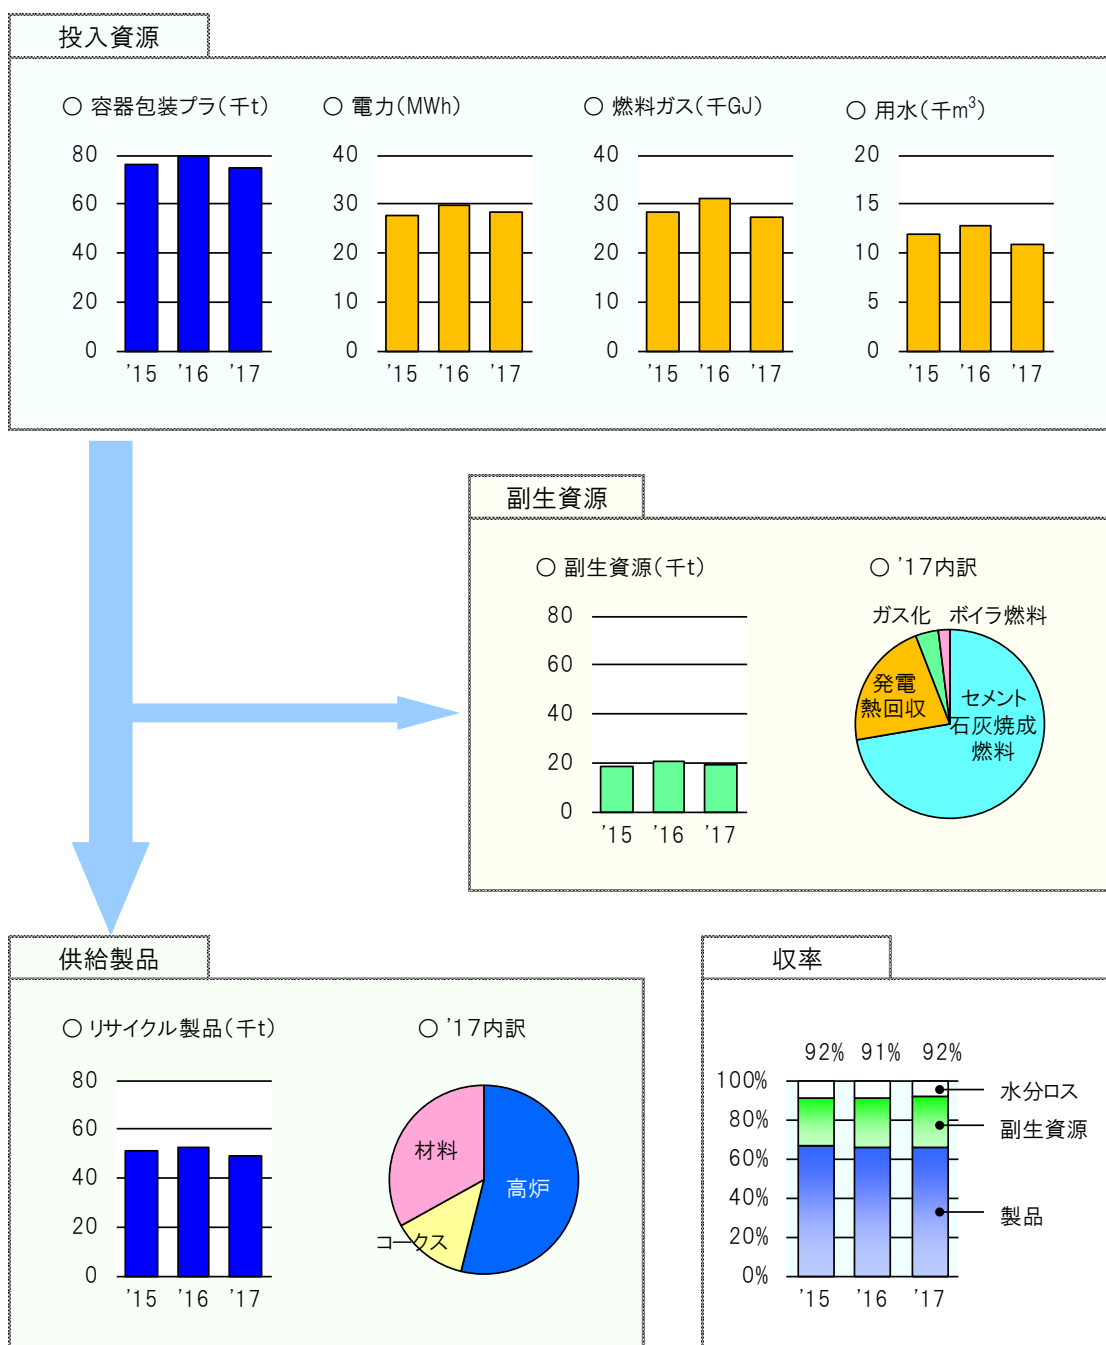 投入資源
○ 容器包装プラ(千t)
○ 電力(MWh)
○ 燃料ガス(千GJ)
○ 用水(千m³)
80
60
40
20
0
'15 '16 '17
40
30
20
10
0
'15 '16 '17
40
30
20
10
0
'15 '16 '17
20
15
10
5
0
'15 '16 '17
副生資源
○ 副生資源(千t)
80
60
40
20
0
'15 '16 '17
○ '17内訳
ガス化
ボイラ燃料
発電
熱回収
セメント
石灰焼成
燃料
供給製品
○ リサイクル製品(千t)
80
60
40
20
0
'15 '16 '17
○ '17内訳
材料
高炉
コークス
収率
92% 91% 92%
100%
80%
60%
40%
20%
0%
'15 '16 '17
水分ロス
副生資源
製品